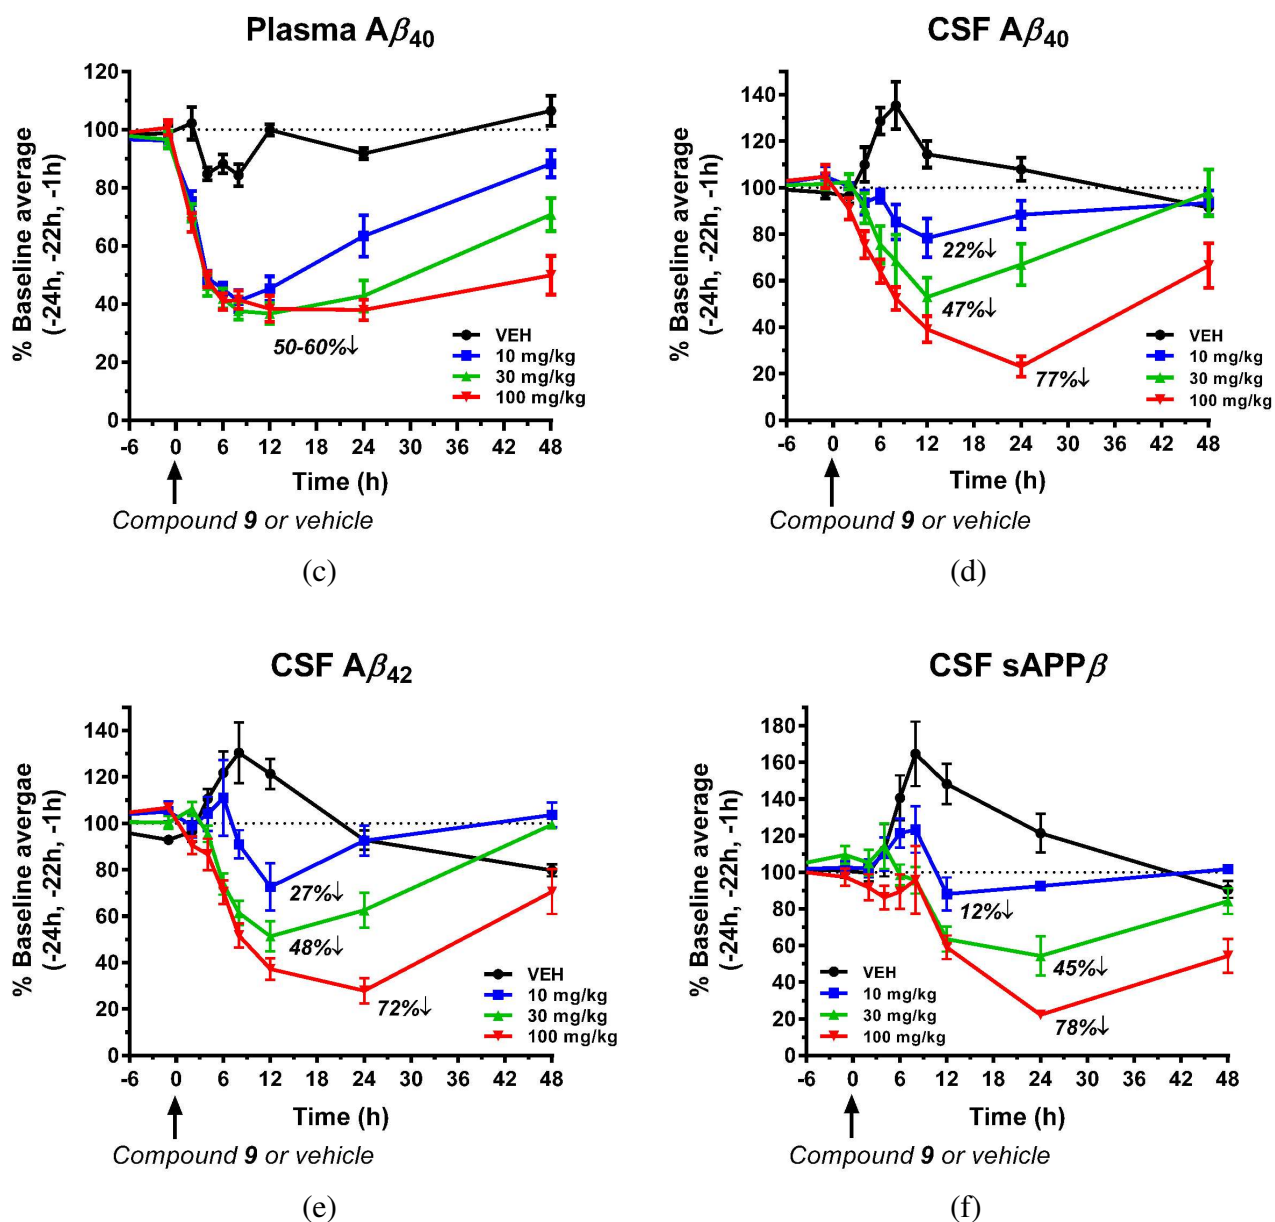 Plasma Aβ40
% Baseline average
(-24h, -22h, -1h)
120
100
80
60
40
20
0
50-60%↓
VEH
10 mg/kg
30 mg/kg
100 mg/kg
-6 0 6 12 18 24 30 36 42 48
Time (h)
Compound 9 or vehicle
(c)
CSF Aβ40
% Baseline average
(-24h, -22h, -1h)
140
120
100
80
60
40
20
0
22%↓
47%↓
77%↓
VEH
10 mg/kg
30 mg/kg
100 mg/kg
-6 0 6 12 18 24 30 36 42 48
Time (h)
Compound 9 or vehicle
(d)
CSF Aβ42
% Baseline avergae
(-24h, -22h, -1h)
140
120
100
80
60
40
20
0
27%↓
48%↓
72%↓
VEH
10 mg/kg
30 mg/kg
100 mg/kg
-6 0 6 12 18 24 30 36 42 48
Time (h)
Compound 9 or vehicle
(e)
CSF sAPPβ
% Baseline average
(-24h, -22h, -1h)
180
160
140
120
100
80
60
40
20
0
12%↓
45%↓
78%↓
VEH
10 mg/kg
30 mg/kg
100 mg/kg
-6 0 6 12 18 24 30 36 42 48
Time (h)
Compound 9 or vehicle
(f)